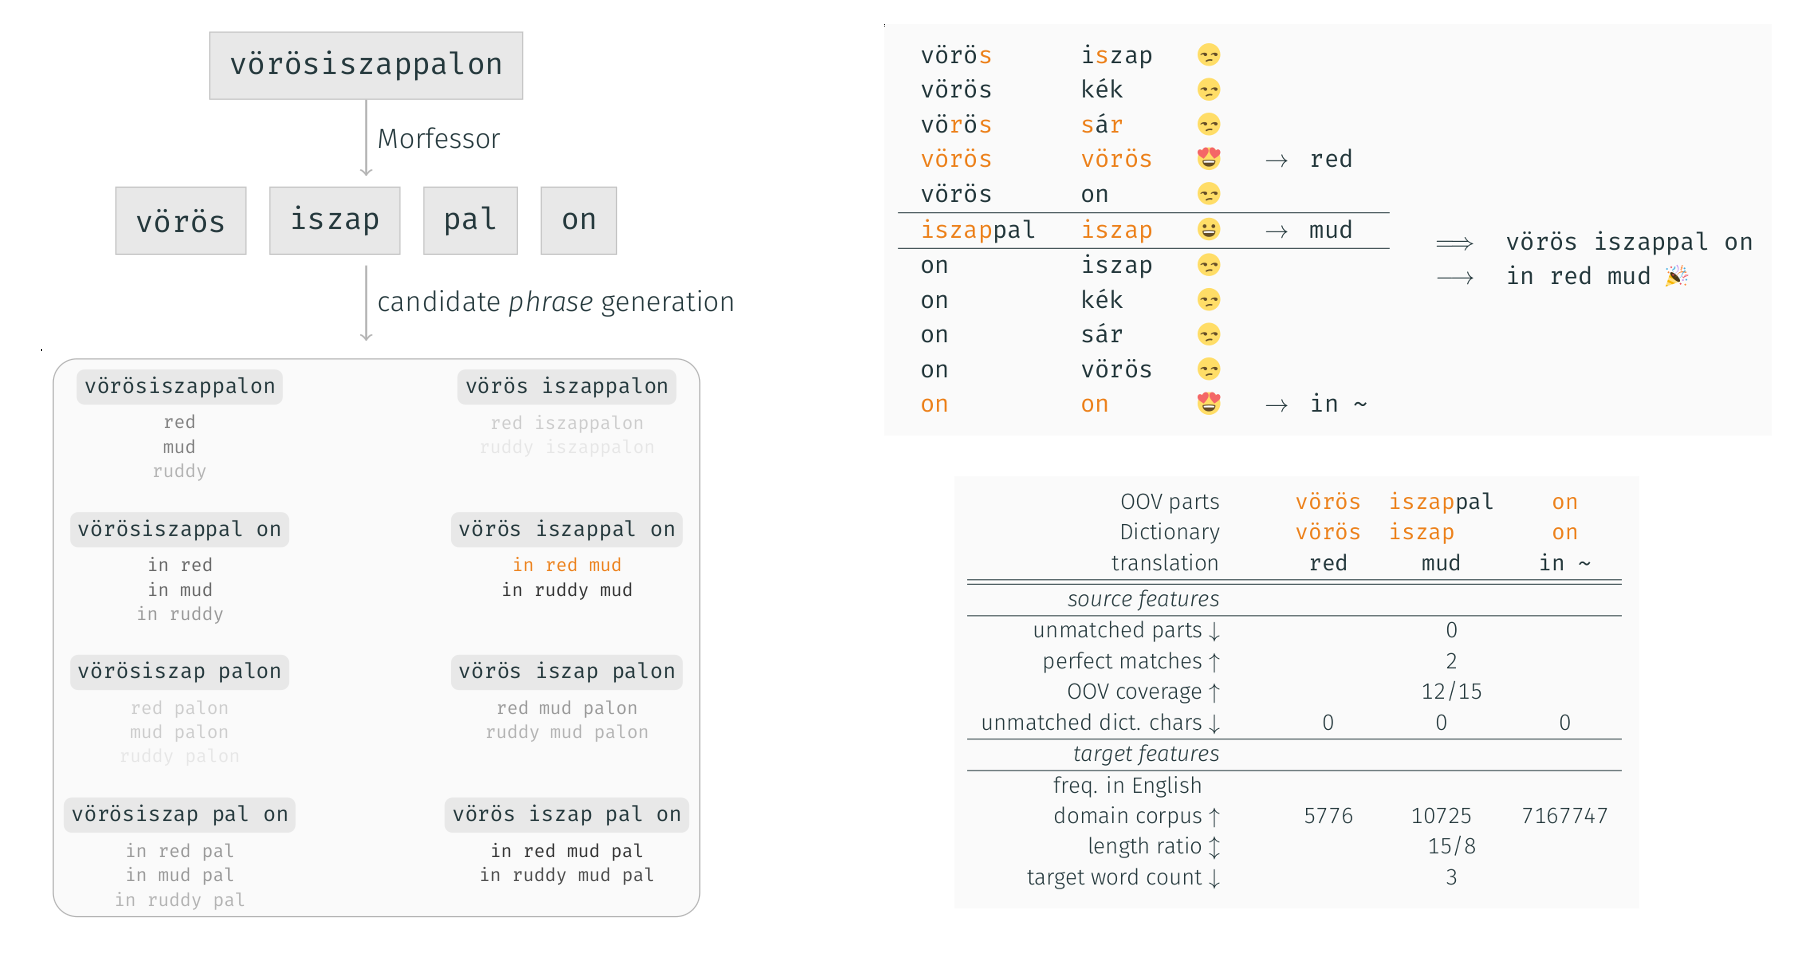 vörösiszappalon
Morfessor
vörös iszap pal on
candidate phrase generation
vörösiszappalon
red
mud
ruddy
vörös iszappalon
red iszappalon
ruddy iszappalon
vörösiszappal on
in red
in mud
in ruddy
vörös iszappal on
in red mud
in ruddy mud
vörösiszap palon
red palon
mud palon
ruddy palon
vörös iszap palon
red mud palon
ruddy mud palon
vörösiszap pal on
in red pal
in mud pal
in ruddy pal
vörös iszap pal on
in red mud pal
in ruddy mud pal
vörös iszap 😒
vörös kék 😒
vörös sár 😒
vörös vörös 😍 → red
vörös on 😒
iszappal iszap 😀 → mud
on iszap 😒
on kék 😒
on sár 😒
on vörös 😒
on on 😍 → in ~
⟹ vörös iszappal on
⟶ in red mud 🎉
OOV parts vörös iszappal on
Dictionary vörös iszap on
translation red mud in ~
source features
unmatched parts ↓ 0
perfect matches ↑ 2
OOV coverage ↑ 12/15
unmatched dict. chars ↓ 0 0 0
target features
freq. in English
domain corpus ↑ 5776 10725 7167747
length ratio ↕ 15/8
target word count ↓ 3